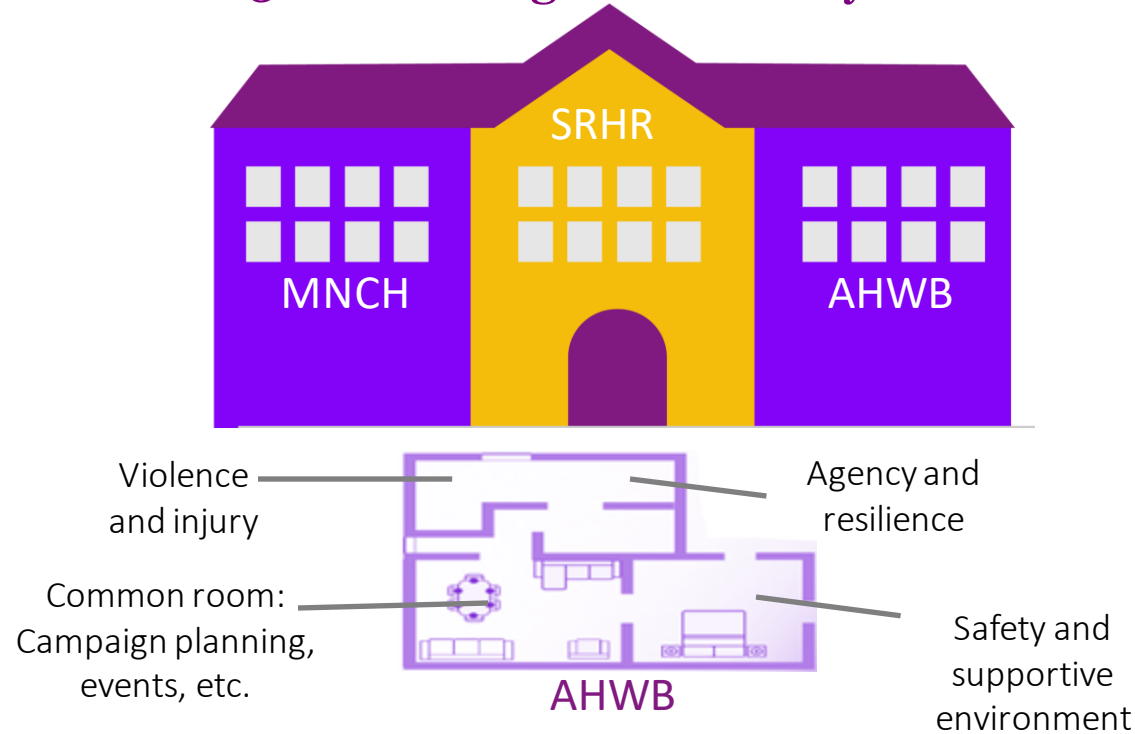 SRHR
MNCH
AHWB
Violence
and injury
Agency and
resilience
Common room:
Campaign planning,
events, etc.
Safety and
supportive
environment
AHWB